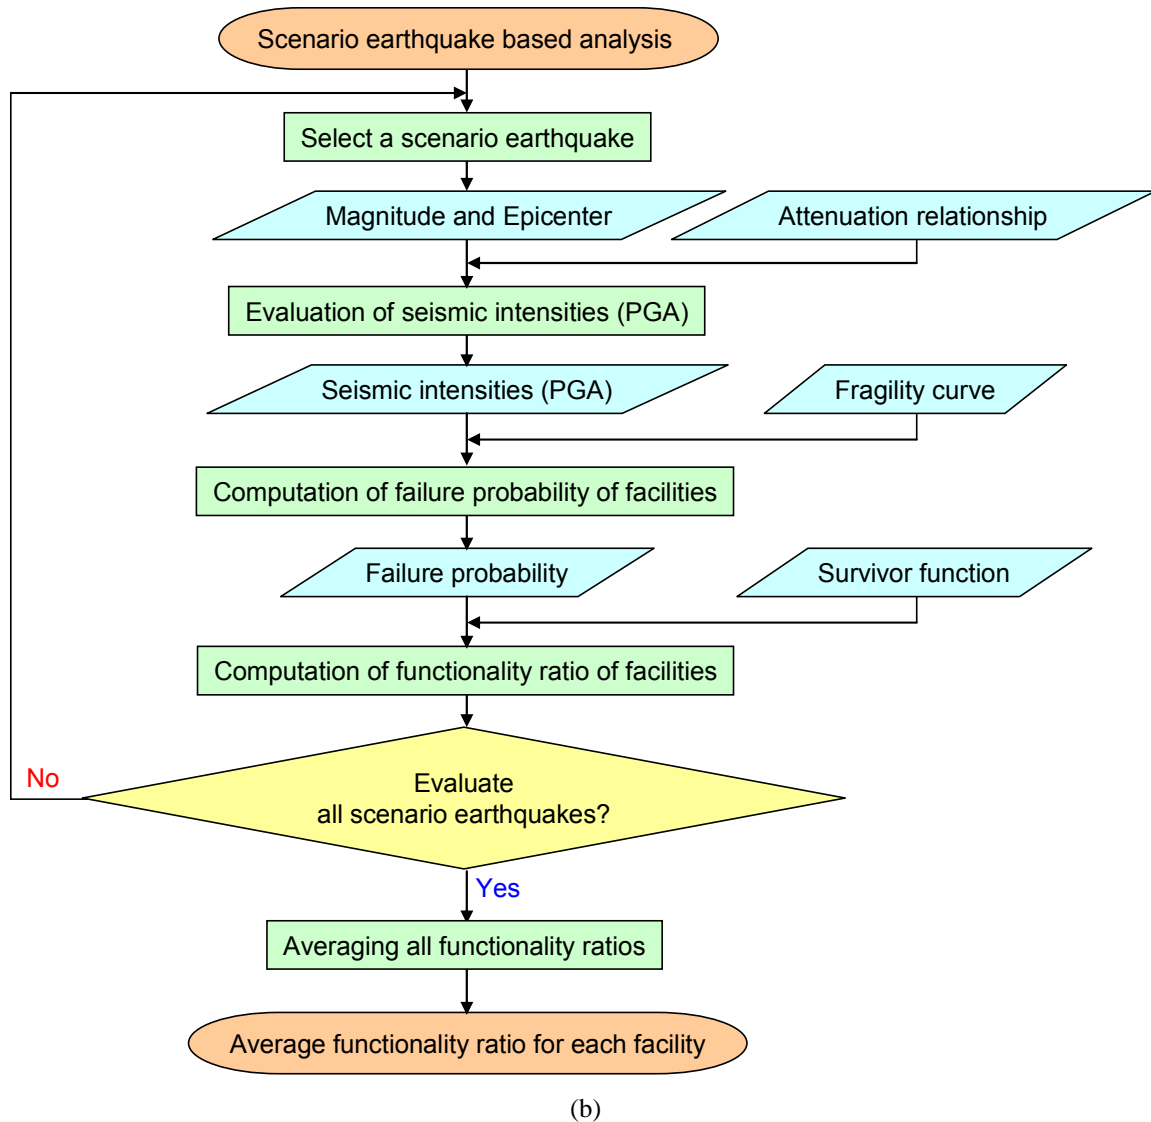 Scenario earthquake based analysis
Select a scenario earthquake
Magnitude and Epicenter
Attenuation relationship
Evaluation of seismic intensities (PGA)
Seismic intensities (PGA)
Fragility curve
Computation of failure probability of facilities
Failure probability
Survivor function
Computation of functionality ratio of facilities
No
Evaluate
all scenario earthquakes?
Yes
Averaging all functionality ratios
Average functionality ratio for each facility
(b)